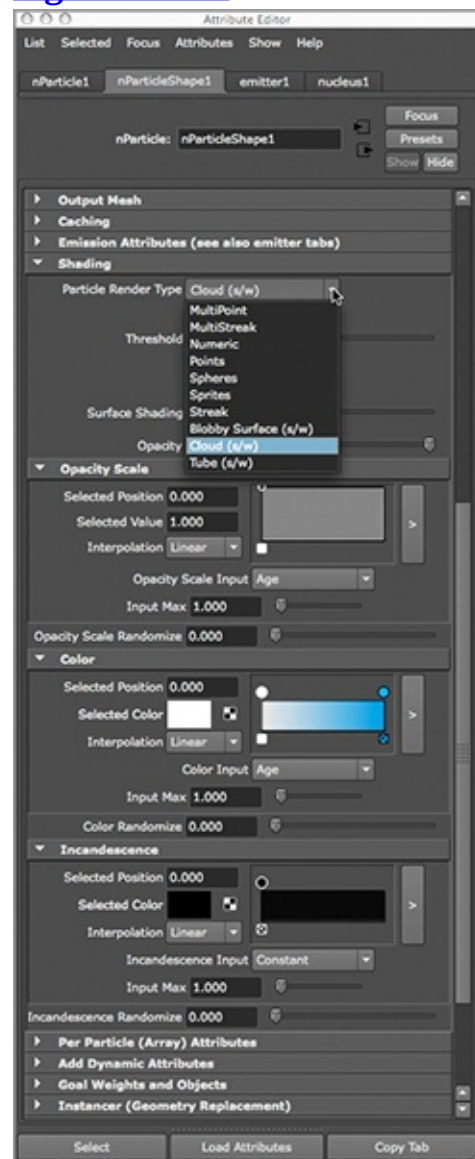 Attribute Editor
List Selected Focus Attributes Show Help
nParticle1 nParticleShape1 emitter1 nucleus1
Focus
nParticle: nParticleShape1 Presets
Show Hide
Output Mesh
Caching
Emission Attributes (see also emitter tabs)
Shading
Particle Render Type Cloud (s/w)
MultiPoint
MultiStreak
Numeric
Threshold
Points
Spheres
Sprites
Surface Shading Streak
Blobby Surface (s/w)
Opacity Cloud (s/w)
Tube (s/w)
Opacity Scale
Selected Position 0.000
Selected Value 1.000 >
Interpolation Linear
Opacity Scale Input Age
Input Max 1.000
Opacity Scale Randomize 0.000
Color
Selected Position 0.000
Selected Color >
Interpolation Linear
Color Input Age
Input Max 1.000
Color Randomize 0.000
Incandescence
Selected Position 0.000
Selected Color >
Interpolation Linear
Incandescence Input Constant
Input Max 1.000
Incandescence Randomize 0.000
Per Particle (Array) Attributes
Add Dynamic Attributes
Goal Weights and Objects
Instancer (Geometry Replacement)
Select Load Attributes Copy Tab